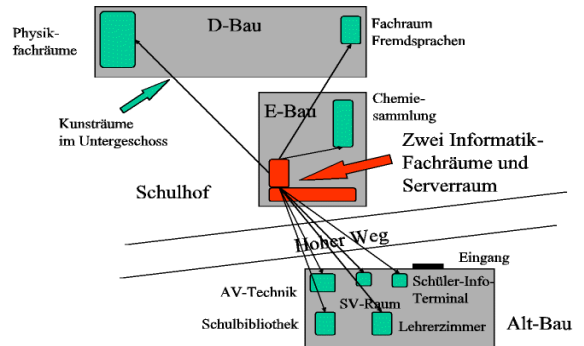 D-Bau
Physik-
fachräume
Fachraum
Fremdsprachen
Kunsträume
im Untergeschoss
E-Bau
Chemie-
sammlung
Zwei Informatik-
Fachräume und
Serverraum
Schulhof
Hoher Weg
Eingang
AV-Technik
SV-Raum
Schüler-Info-
Terminal
Schulbibliothek
Lehrerzimmer
Alt-Bau